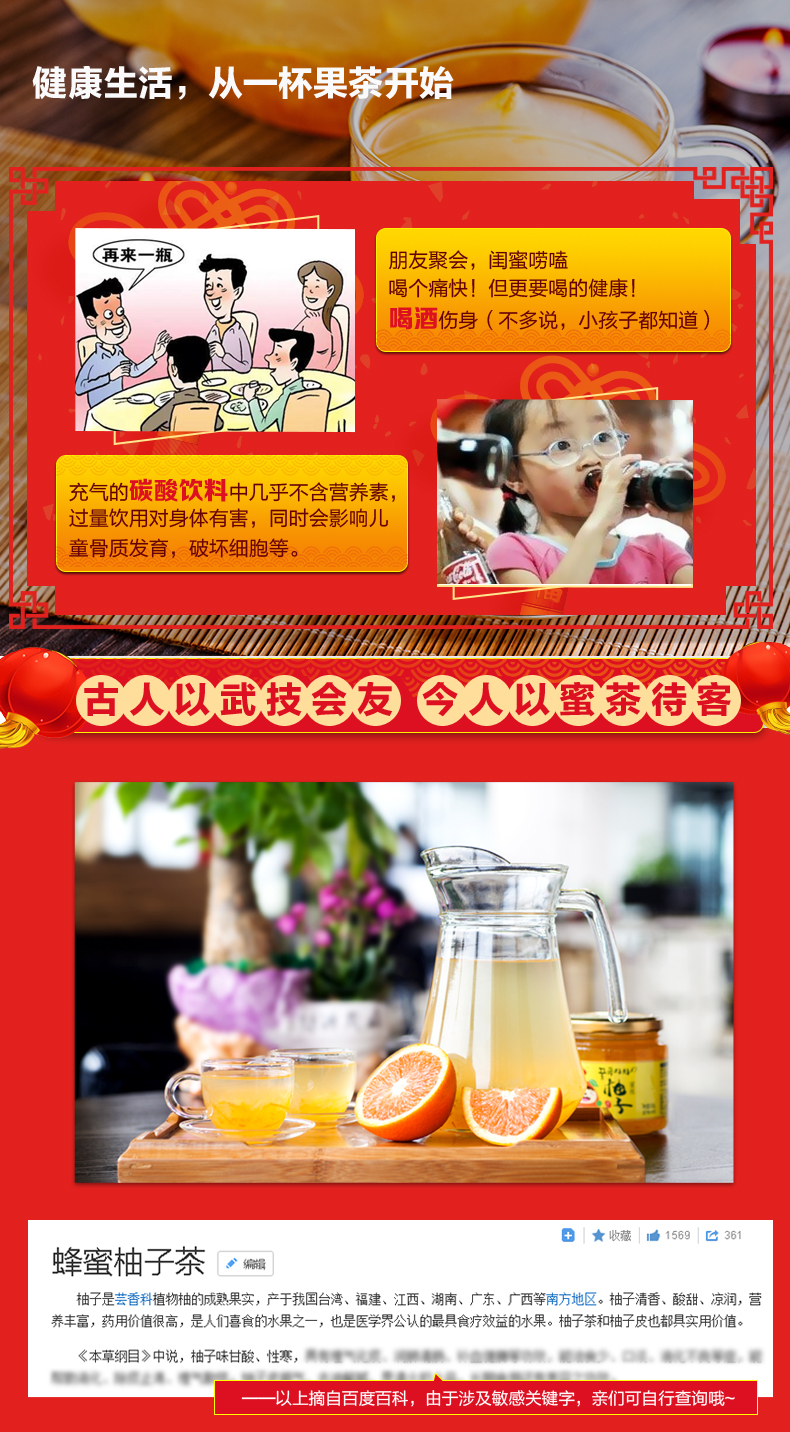 健康生活，从一杯果茶开始
再来一瓶
朋友聚会，闺蜜唠嗑
喝个痛快！但更要喝的健康！
喝酒伤身（不多说，小孩子都知道）
充气的碳酸饮料中几乎不含营养素，
过量饮用对身体有害，同时会影响儿
童骨质发育，破坏细胞等。
古人以武技会友 今人以蜜茶待客
柚子
收藏 1569 361
蜂蜜柚子茶 编辑
柚子是芸香科植物柚的成熟果实，产于我国台湾、福建、江西、湖南、广东、广西等南方地区。柚子清香、酸甜、凉润，营
养丰富，药用价值很高，是人们喜食的水果之一，也是医学界公认的最具食疗效益的水果。柚子茶和柚子皮也都具实用价值。
《本草纲目》中说，柚子味甘酸、性寒，
——以上摘自百度百科，由于涉及敏感关键字，亲们可自行查询哦~